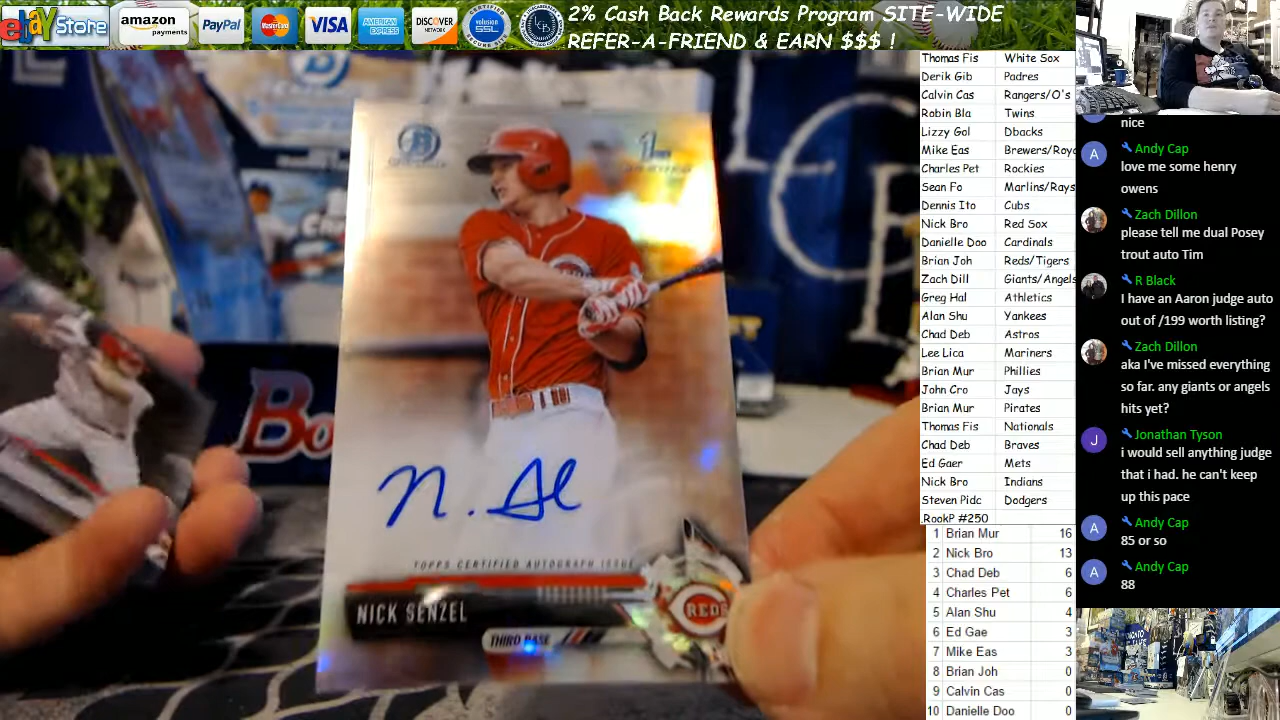 ebay Store
amazon
payments
PayPal
MasterCard
VISA
AMERICAN EXPRESS
DISCOVER
NETWORK
volusion
SSL
2% Cash Back Rewards Program SITE-WIDE
REFER-A-FRIEND & EARN $$$ !
Thomas Fis White Sox
Derik Gib Padres
Calvin Cas Rangers/O's
Robin Bla Twins
Lizzy Gol Dbacks
Mike Eas Brewers/Roya
Charles Pet Rockies
Sean Fo Marlins/Rays
Dennis Ito Cubs
Nick Bro Red Sox
Danielle Doo Cardinals
Brian Joh Reds/Tigers
Zach Dill Giants/Angels
Greg Hal Athletics
Alan Shu Yankees
Chad Deb Astros
Lee Lica Mariners
Brian Mur Phillies
John Cro Jays
Brian Mur Pirates
Thomas Fis Nationals
Chad Deb Braves
Ed Gaer Mets
Nick Bro Indians
Steven Pidc Dodgers
RookP #250
1 Brian Mur 16
2 Nick Bro 13
3 Chad Deb 6
4 Charles Pet 6
5 Alan Shu 4
6 Ed Gae 3
7 Mike Eas 3
8 Brian Joh 0
9 Calvin Cas 0
10 Danielle Doo 0
nice
A Andy Cap
love me some henry
owens
Zach Dillon
please tell me dual Posey
trout auto Tim
R Black
I have an Aaron judge auto
out of /199 worth listing?
Zach Dillon
aka I've missed everything
so far. any giants or angels
hits yet?
J Jonathan Tyson
i would sell anything judge
that i had. he can't keep
up this pace
A Andy Cap
85 or so
A Andy Cap
88
1st
Bo
TOPPS CERTIFIED AUTOGRAPH ISSUE
NICK SENZEL
THIRD BASE
REDS